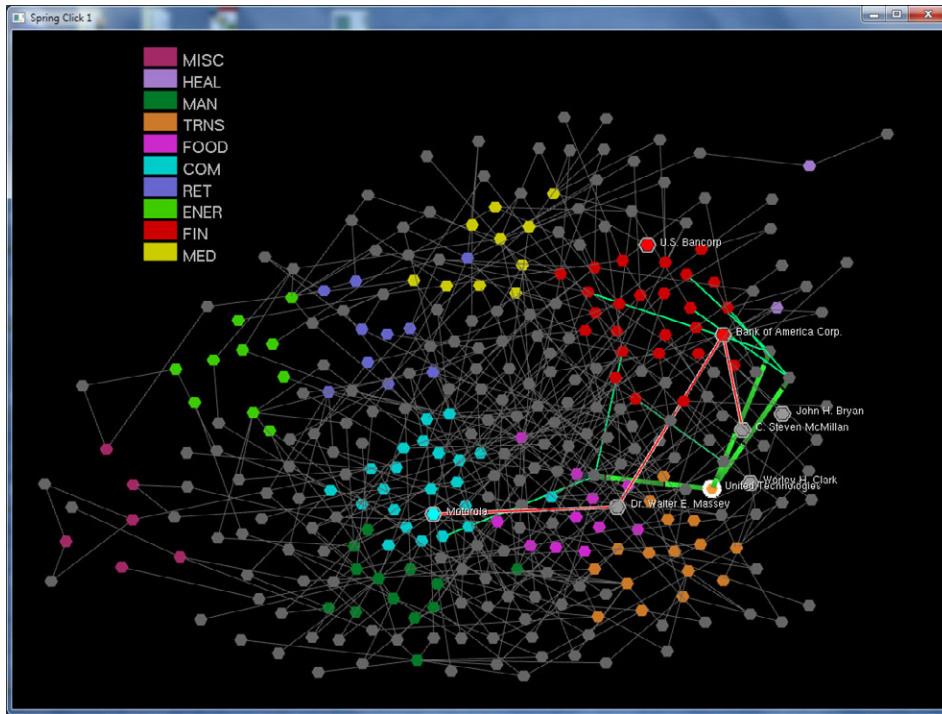 Spring Click 1
MISC
HEAL
MAN
TRNS
FOOD
COM
RET
ENER
FIN
MED
U.S. Bancorp
Bank of America Corp.
John H. Bryan
C. Steven McMillan
Worley H. Clark
United Technologies
Dr. Walter E. Massey
Motorola